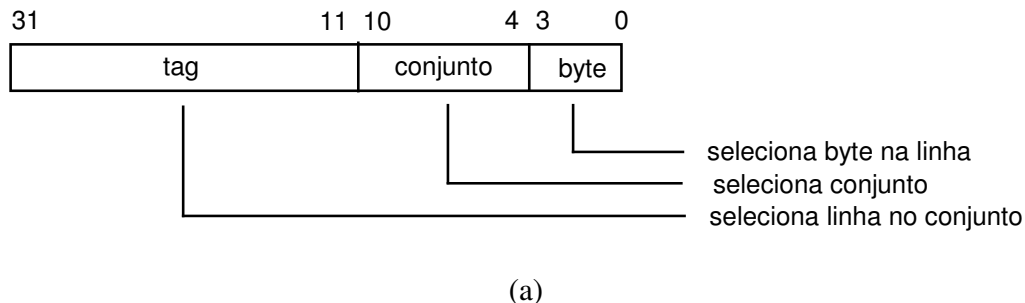 31 11 10 4 3 0
tag conjunto byte
seleciona byte na linha
seleciona conjunto
seleciona linha no conjunto
(a)